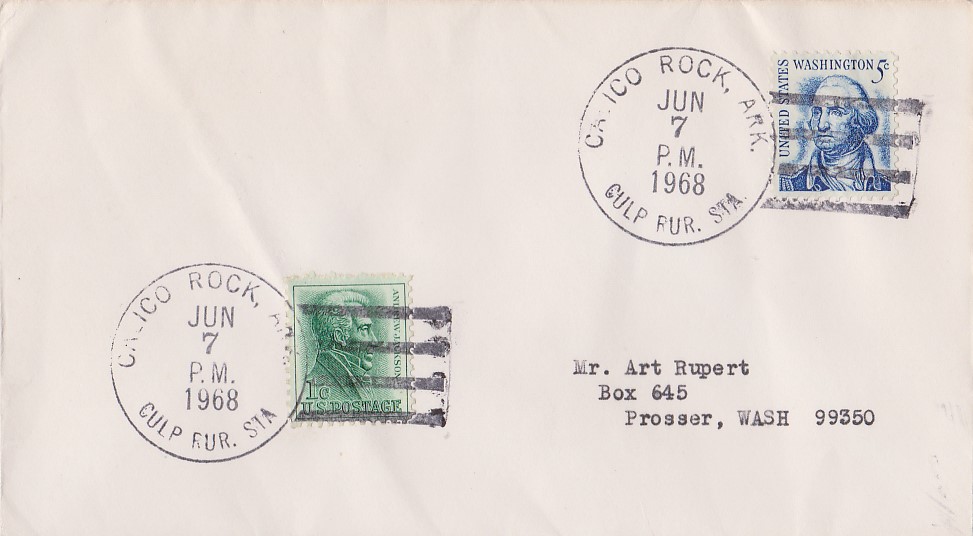 CALICO ROCK, ARK.
JUN
7
P.M.
1968
CULP RUR. STA.
UNITED STATES
WASHINGTON 5c
CALICO ROCK, ARK.
JUN
7
P.M.
1968
CULP RUR. STA
ANDREW JACKSON
1c
U.S. POSTAGE
Mr. Art Rupert
Box 645
Prosser, WASH 99350